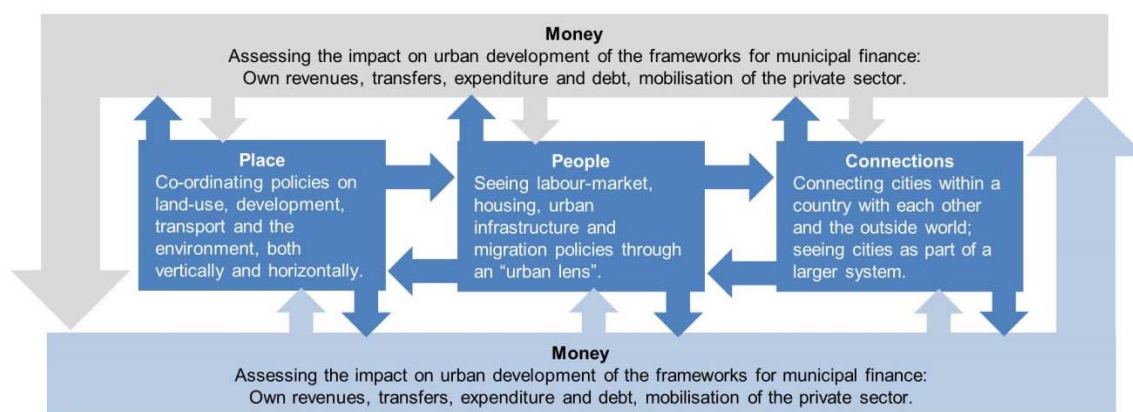 Money
Assessing the impact on urban development of the frameworks for municipal finance:
Own revenues, transfers, expenditure and debt, mobilisation of the private sector.
Place
Co-ordinating policies on
land-use, development,
transport and the
environment, both
vertically and horizontally.
People
Seeing labour-market,
housing, urban
infrastructure and
migration policies through
an “urban lens”.
Connections
Connecting cities within a
country with each other
and the outside world;
seeing cities as part of a
larger system.
Money
Assessing the impact on urban development of the frameworks for municipal finance:
Own revenues, transfers, expenditure and debt, mobilisation of the private sector.